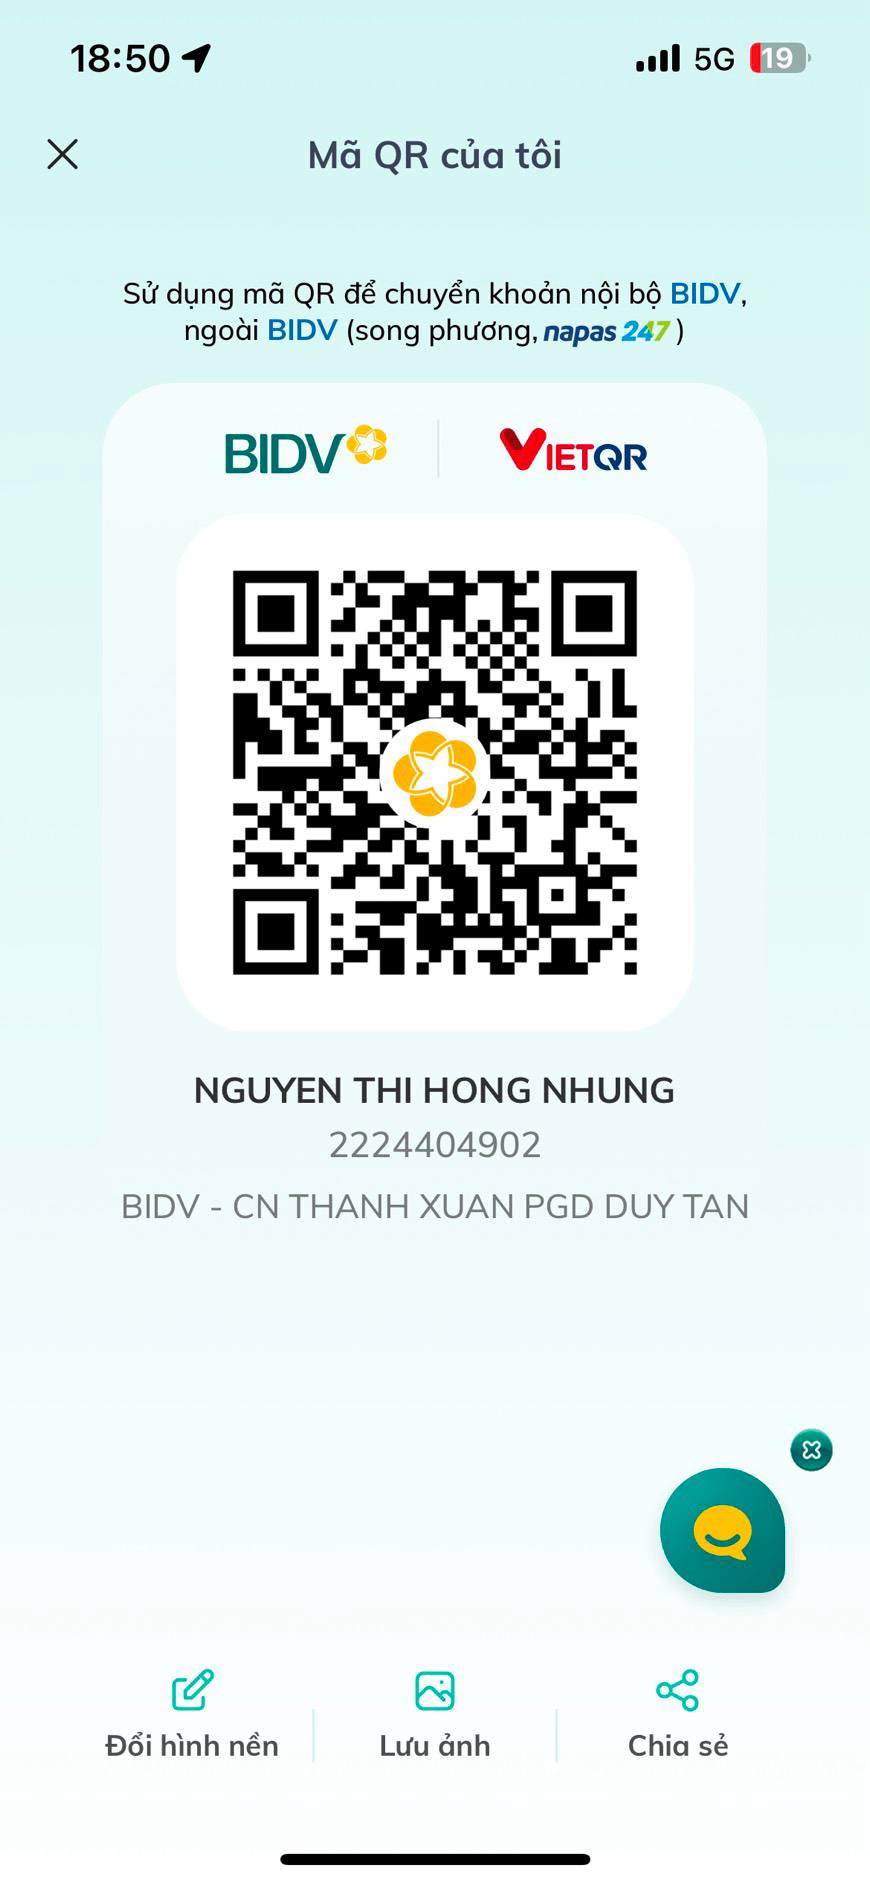 18:50
5G
19
Mã QR của tôi
Sử dụng mã QR để chuyển khoản nội bộ BIDV,
ngoài BIDV (song phương, napas 247 )
BIDV
VIETQR
NGUYEN THI HONG NHUNG
2224404902
BIDV - CN THANH XUAN PGD DUY TAN
Đổi hình nền
Lưu ảnh
Chia sẻ